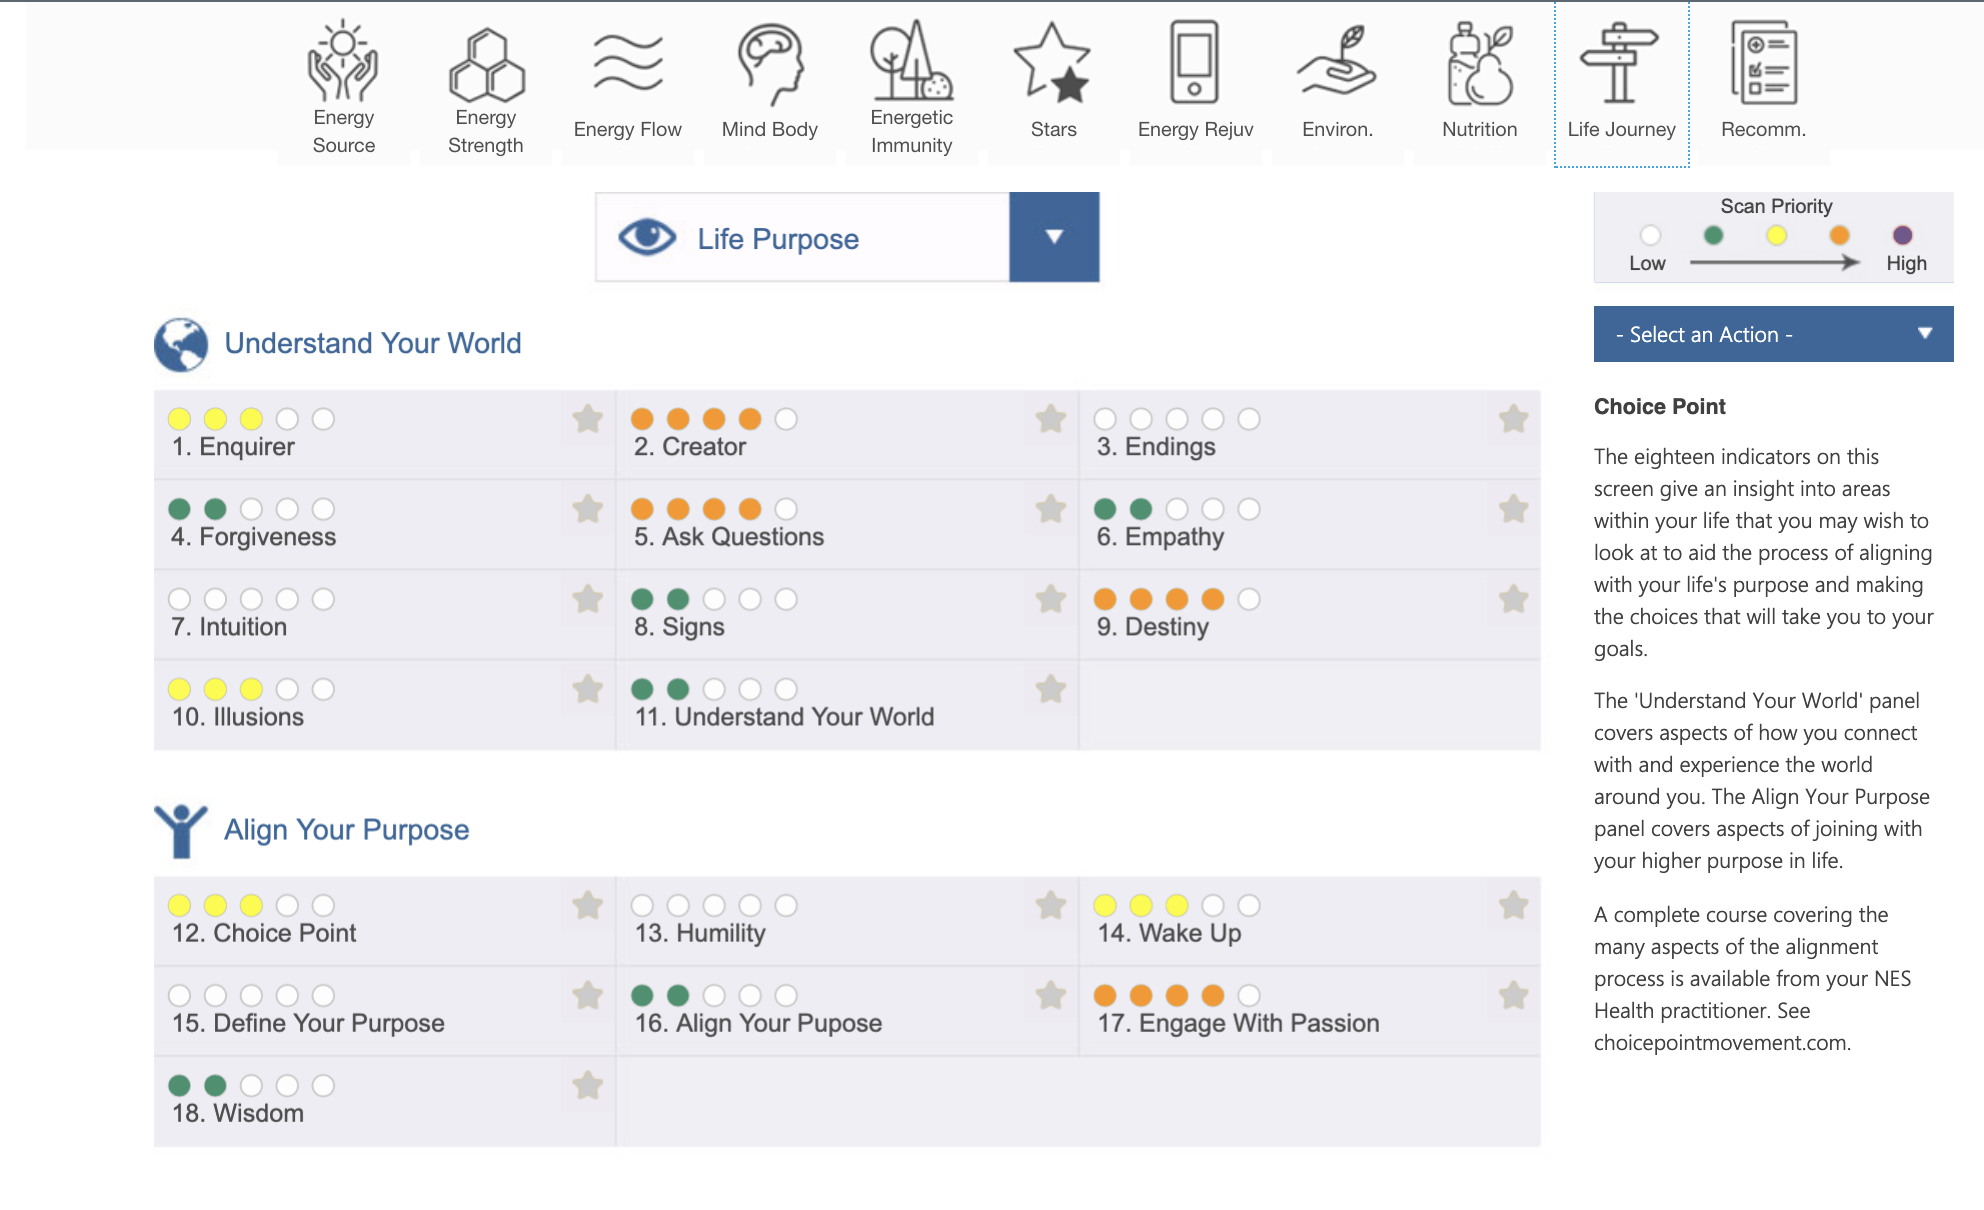 Energy Source
Energy Strength
Energy Flow
Mind Body
Energetic Immunity
Stars
Energy Rejuv
Environ.
Nutrition
Life Journey
Recomm.
Life Purpose
Scan Priority
Low
High
- Select an Action -
Understand Your World
1. Enquirer
2. Creator
3. Endings
4. Forgiveness
5. Ask Questions
6. Empathy
7. Intuition
8. Signs
9. Destiny
10. Illusions
11. Understand Your World
Align Your Purpose
12. Choice Point
13. Humility
14. Wake Up
15. Define Your Purpose
16. Align Your Pupose
17. Engage With Passion
18. Wisdom
Choice Point
The eighteen indicators on this
screen give an insight into areas
within your life that you may wish to
look at to aid the process of aligning
with your life's purpose and making
the choices that will take you to your
goals.
The 'Understand Your World' panel
covers aspects of how you connect
with and experience the world
around you. The Align Your Purpose
panel covers aspects of joining with
your higher purpose in life.
A complete course covering the
many aspects of the alignment
process is available from your NES
Health practitioner. See
choicepointmovement.com.